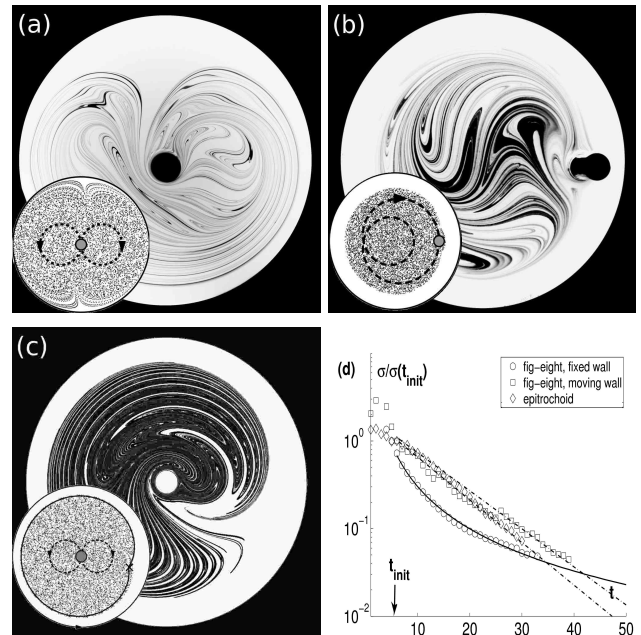 (a)
(b)
(c)
(d)
σ/σ(t_init)
fig-eight, fixed wall
fig-eight, moving wall
epitrochoid
10^0
10^-1
10^-2
t_init
t
10 20 30 40 50